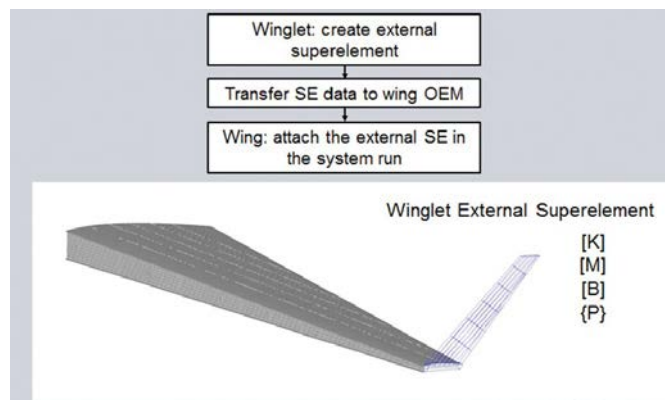 Winglet: create external
superelement
Transfer SE data to wing OEM
Wing: attach the external SE in
the system run
Winglet External Superelement
[K]
[M]
[B]
{P}